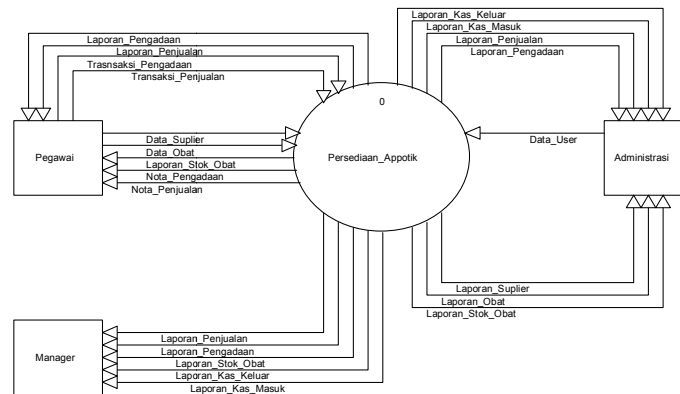 Laporan_Pengadaan
Laporan_Penjualan
Trasnsaksi_Pengadaan
Transaksi_Penjualan
Laporan_Kas_Keluar
Laporan_Kas_Masuk
Laporan_Penjualan
Laporan_Pengadaan
0
Persediaan_Appotik
Pegawai
Data_Suplier
Data_Obat
Laporan_Stok_Obat
Nota_Pengadaan
Nota_Penjualan
Data_User
Administrasi
Laporan_Suplier
Laporan_Obat
Laporan_Stok_Obat
Manager
Laporan_Penjualan
Laporan_Pengadaan
Laporan_Stok_Obat
Laporan_Kas_Keluar
Laporan_Kas_Masuk